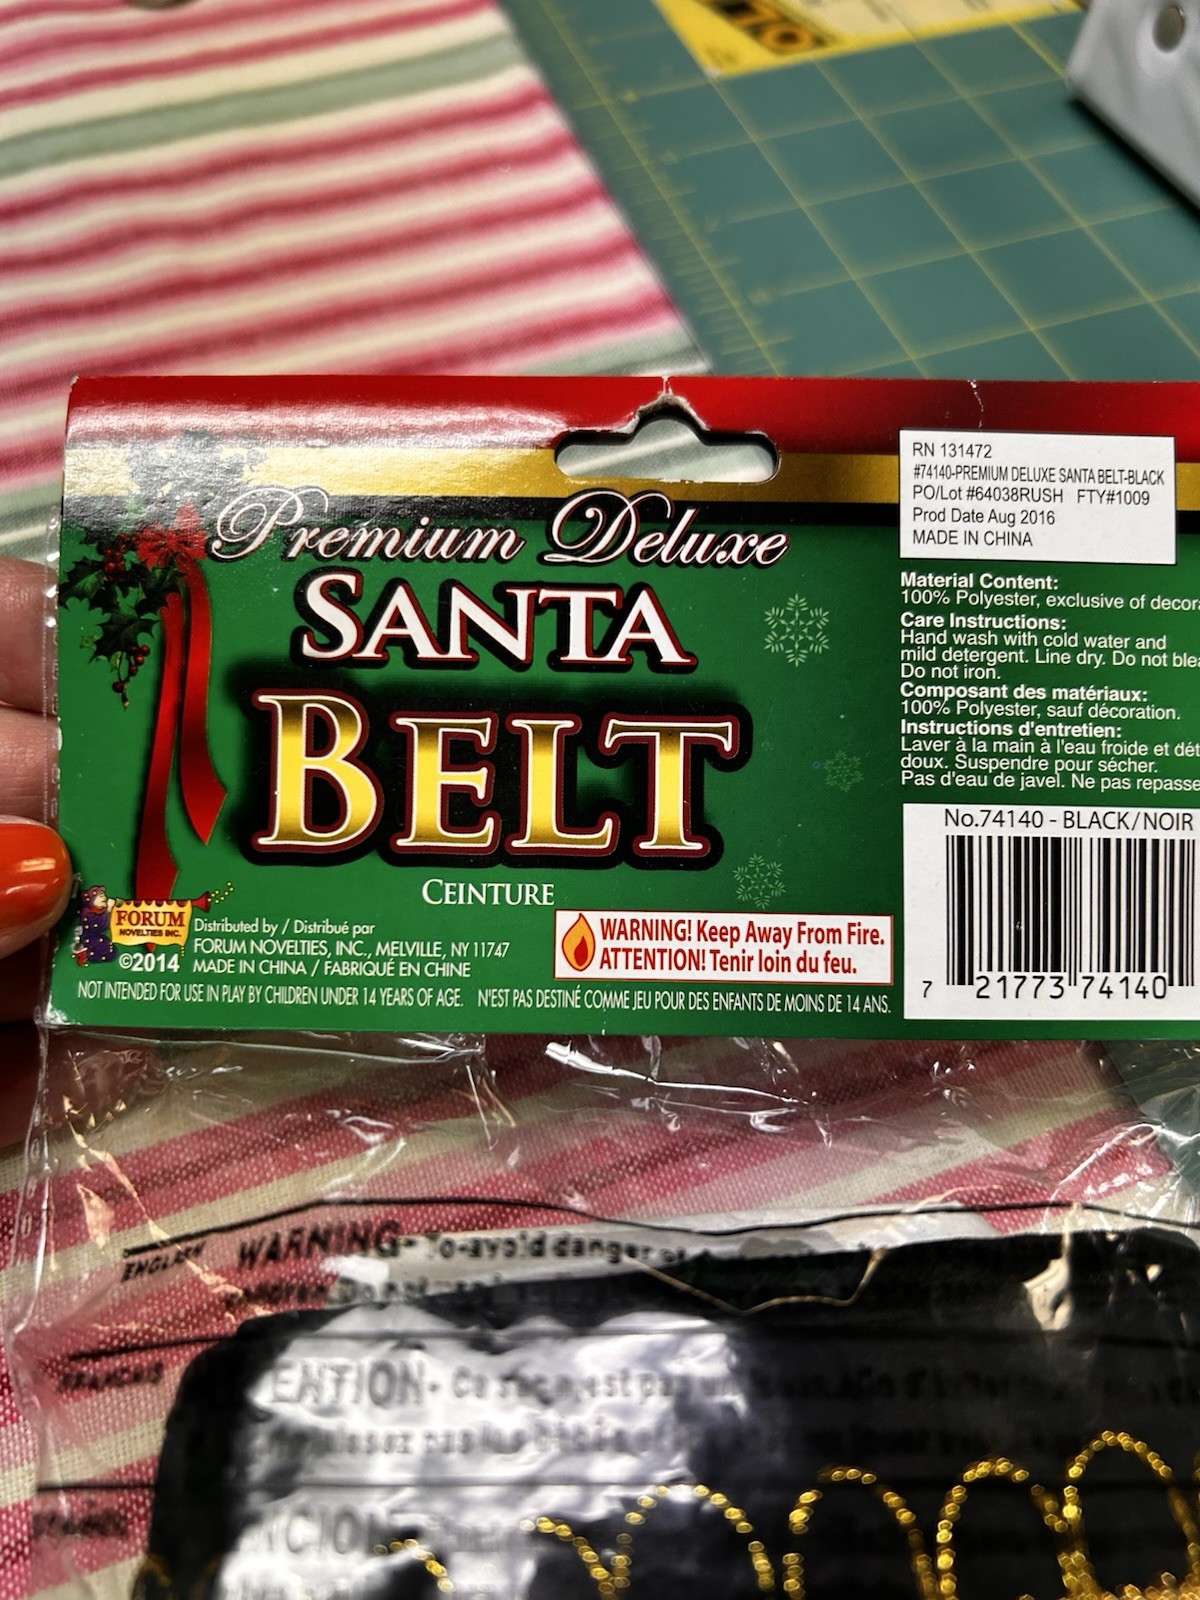 Premium Deluxe
SANTA
BELT
CEINTURE
FORUM
NOVELTIES INC.
©2014
Distributed by / Distribué par
FORUM NOVELTIES, INC., MELVILLE, NY 11747
MADE IN CHINA / FABRIQUÉ EN CHINE
WARNING! Keep Away From Fire.
ATTENTION! Tenir loin du feu.
NOT INTENDED FOR USE IN PLAY BY CHILDREN UNDER 14 YEARS OF AGE. N'EST PAS DESTINÉ COMME JEU POUR DES ENFANTS DE MOINS DE 14 ANS.
RN 131472
#74140-PREMIUM DELUXE SANTA BELT-BLACK
PO/Lot #64038RUSH FTY#1009
Prod Date Aug 2016
MADE IN CHINA
Material Content:
100% Polyester, exclusive of decor
Care Instructions:
Hand wash with cold water and
mild detergent. Line dry. Do not blea
Do not iron.
Composant des matériaux:
100% Polyester, sauf décoration.
Instructions d'entretien:
Laver à la main à l'eau froide et dét
doux. Suspendre pour sécher.
Pas d'eau de javel. Ne pas repasse
No.74140 - BLACK/NOIR
7 21773 74140
ENGLISH
WARNING- To avoid danger of
FRANCAIS